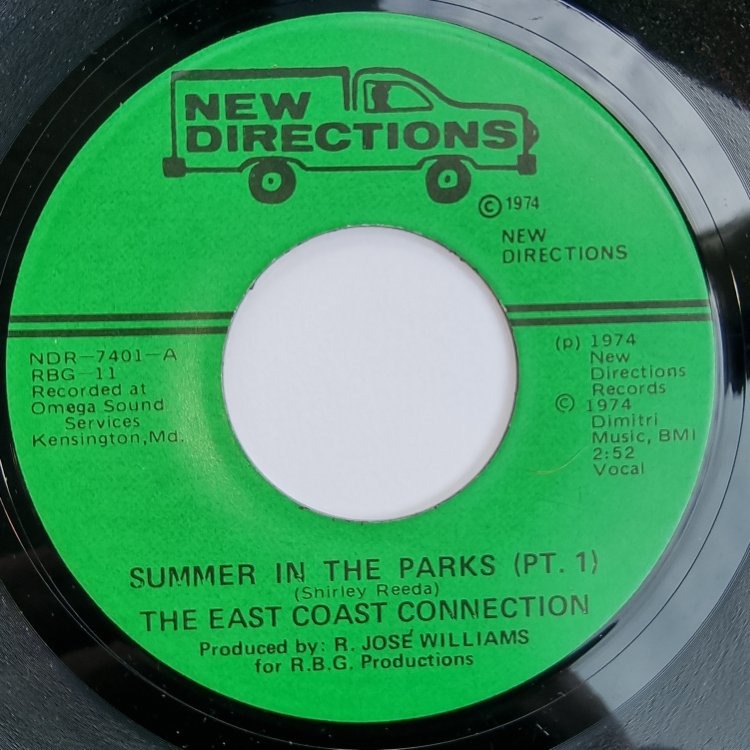 NEW
DIRECTIONS
© 1974
NEW
DIRECTIONS
NDR-7401-A
RBG-11
Recorded at
Omega Sound
Services
Kensington, Md.
(p) 1974
New
Directions
Records
© 1974
Dimitri
Music, BMI
2:52
Vocal
SUMMER IN THE PARKS (PT. 1)
(Shirley Reeda)
THE EAST COAST CONNECTION
Produced by: R. JOSÉ WILLIAMS
for R.B.G. Productions